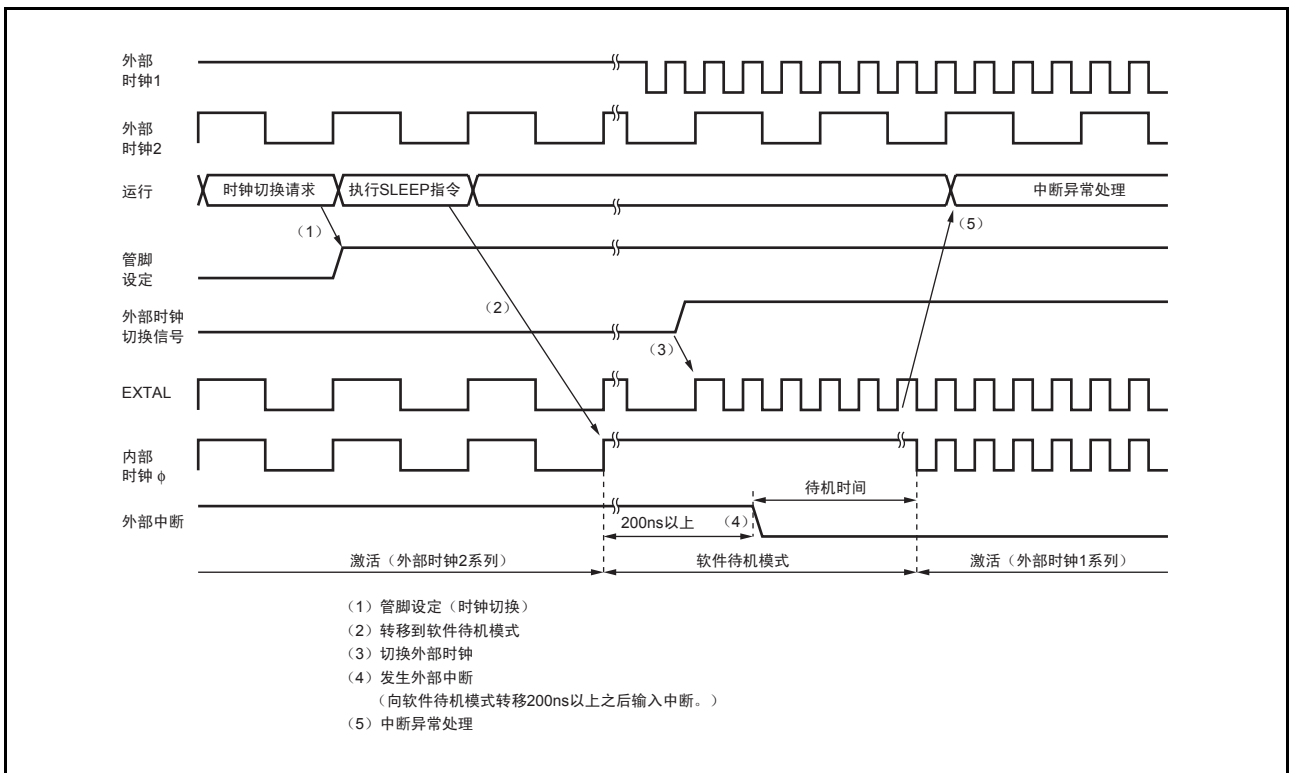 外部
时钟1
外部
时钟2
运行
时钟切换请求
执行SLEEP指令
中断异常处理
（1）
（5）
管脚
设定
（2）
外部时钟
切换信号
（3）
EXTAL
内部
时钟 ϕ
待机时间
外部中断
200ns以上
（4）
激活（外部时钟2系列）
软件待机模式
激活（外部时钟1系列）
（1）管脚设定（时钟切换）
（2）转移到软件待机模式
（3）切换外部时钟
（4）发生外部中断
（向软件待机模式转移200ns以上之后输入中断。）
（5）中断异常处理